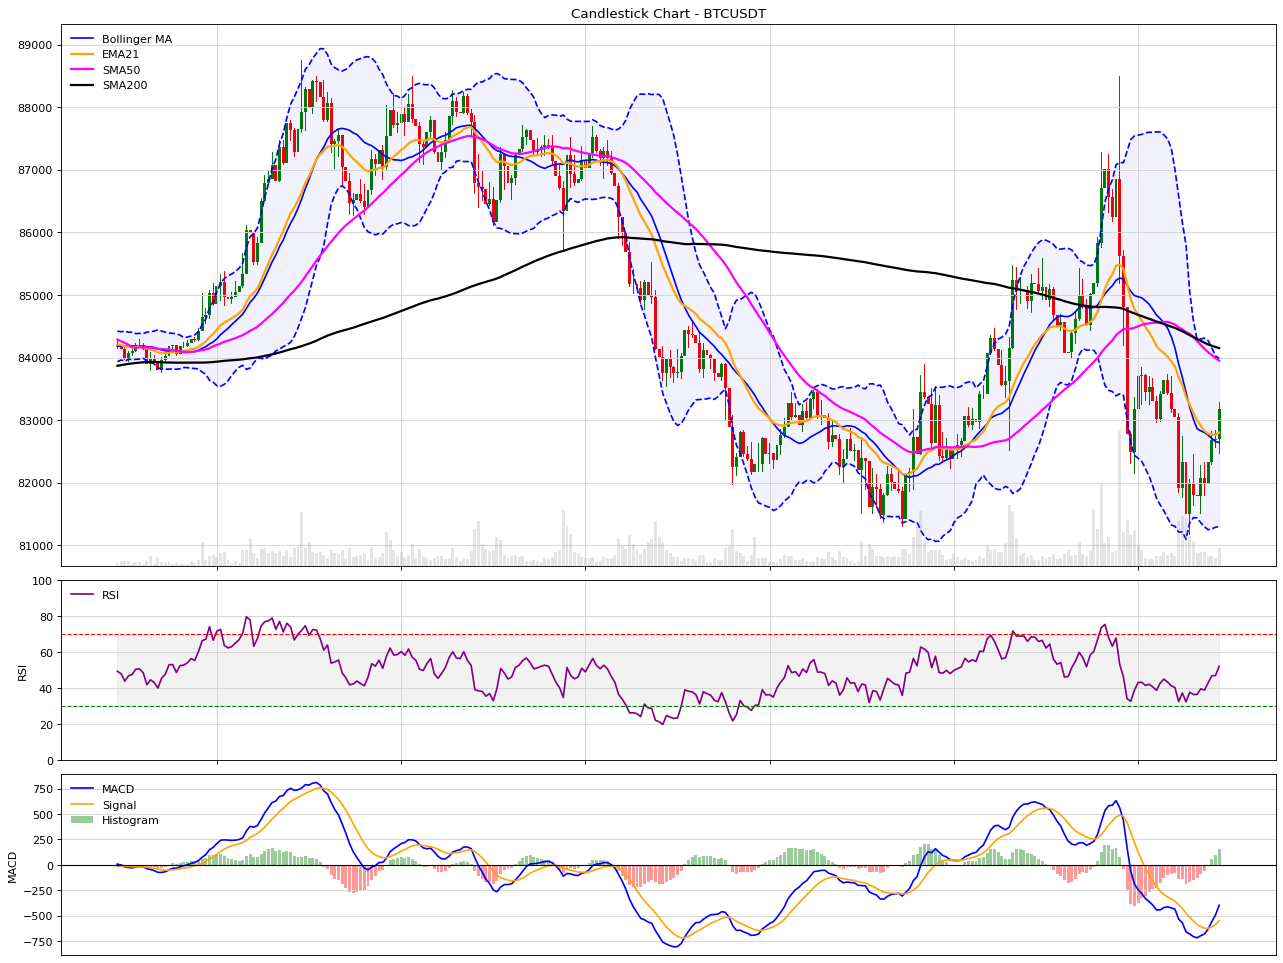 Candlestick Chart - BTCUSDT
89000
88000
87000
86000
85000
84000
83000
82000
81000
Bollinger MA
EMA21
SMA50
SMA200
100
80
60
40
20
0
RSI
RSI
750
500
250
0
−250
−500
−750
MACD
MACD
Signal
Histogram